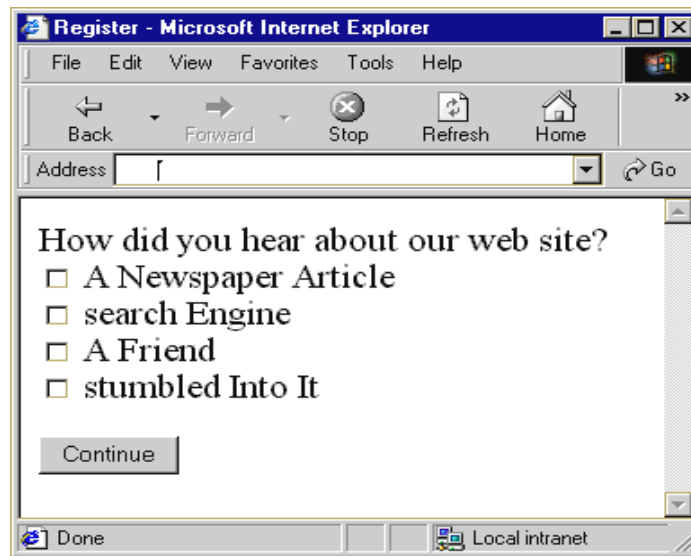 Register - Microsoft Internet Explorer
File Edit View Favorites Tools Help
Back Forward Stop Refresh Home »
Address Go
How did you hear about our web site?
A Newspaper Article
search Engine
A Friend
stumbled Into It
Continue
Done Local intranet